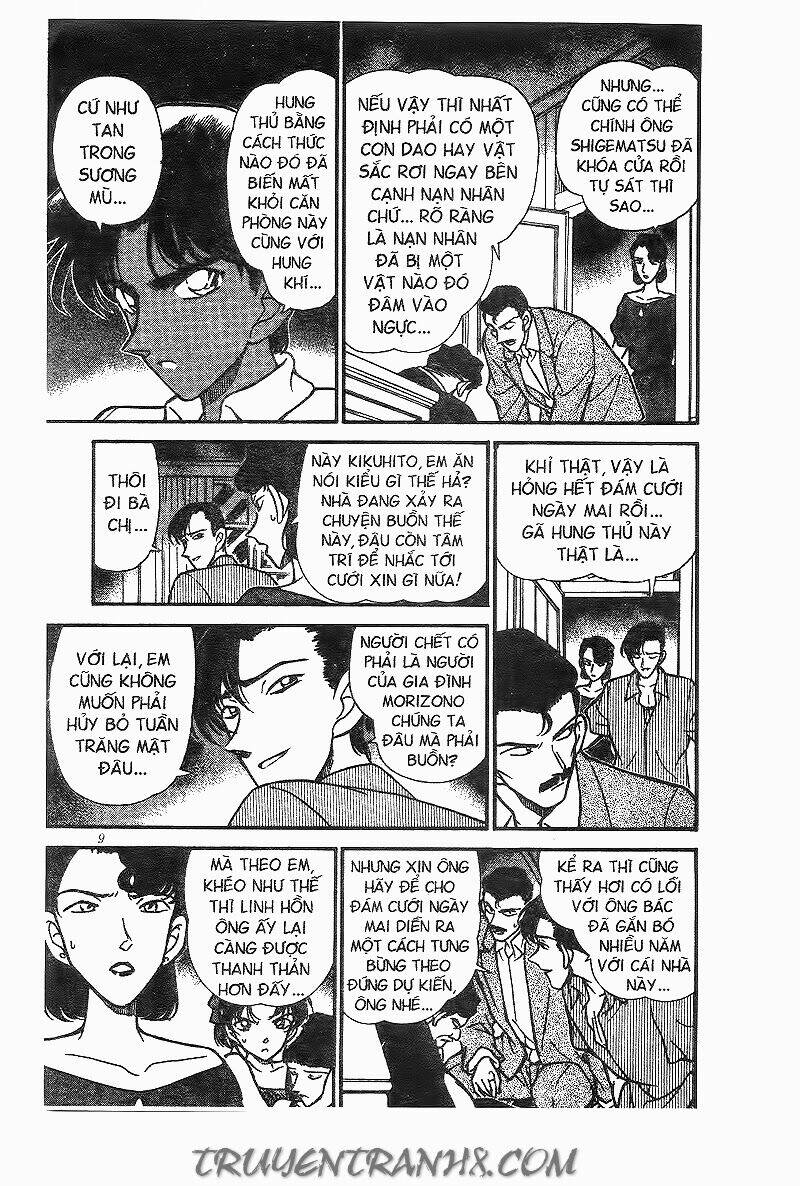 NHƯNG...
CŨNG CÓ THỂ
CHÍNH ÔNG
SHIGEMATSU ĐÃ
KHÓA CỬA RỒI
TỰ SÁT THÌ
SAO...
NẾU VẬY THÌ NHẤT
ĐỊNH PHẢI CÓ MỘT
CON DAO HAY VẬT
SẮC RƠI NGAY BÊN
CẠNH NẠN NHÂN
CHỨ... RÕ RÀNG
LÀ NẠN NHÂN
ĐÃ BỊ MỘT
VẬT NÀO ĐÓ
ĐÂM VÀO
NGỰC...
HUNG
THỦ BẰNG
CÁCH THỨC
NÀO ĐÓ ĐÃ
BIẾN MẤT
KHỎI CĂN
PHÒNG NÀY
CÙNG VỚI
HUNG
KHÍ...
CỨ NHƯ
TAN
TRONG
SƯƠNG
MÙ...
KHỈ THẬT, VẬY LÀ
HỎNG HẾT ĐÁM CƯỚI
NGÀY MAI RỒI...
GÃ HUNG THỦ NÀY
THẬT LÀ...
NÀY KIKUHITO, EM ĂN
NÓI KIỂU GÌ THẾ HẢ?
NHÀ ĐANG XẢY RA
CHUYỆN BUỒN THẾ
NÀY, ĐÂU CÒN TÂM
TRÍ ĐỂ NHẮC TỚI
CƯỚI XIN GÌ NỮA!
THÔI
ĐI BÀ
CHỊ...
NGƯỜI CHẾT CÓ
PHẢI LÀ NGƯỜI
CỦA GIA ĐÌNH
MORIZONO
CHÚNG TA
ĐÂU MÀ PHẢI
BUỒN?
VỚI LẠI, EM
CŨNG KHÔNG
MUỐN PHẢI
HỦY BỎ TUẦN
TRĂNG MẬT
ĐÂU...
9
KỂ RA THÌ CŨNG
THẤY HƠI CÓ LỖI
VỚI ÔNG BÁC
ĐÃ GẮN BÓ
NHIỀU NĂM
VỚI CÁI NHÀ
NÀY...
NHƯNG XIN ÔNG
HÃY ĐỂ CHO
ĐÁM CƯỚI NGÀY
MAI DIỄN RA
MỘT CÁCH TƯNG
BỪNG THEO
ĐÚNG DỰ KIẾN,
ÔNG NHÉ...
MÀ THEO EM,
KHÉO NHƯ THẾ
THÌ LINH HỒN
ÔNG ẤY LẠI
CÀNG ĐƯỢC
THANH THẢN
HƠN ĐẤY...
TRUYENTRANH8.COM